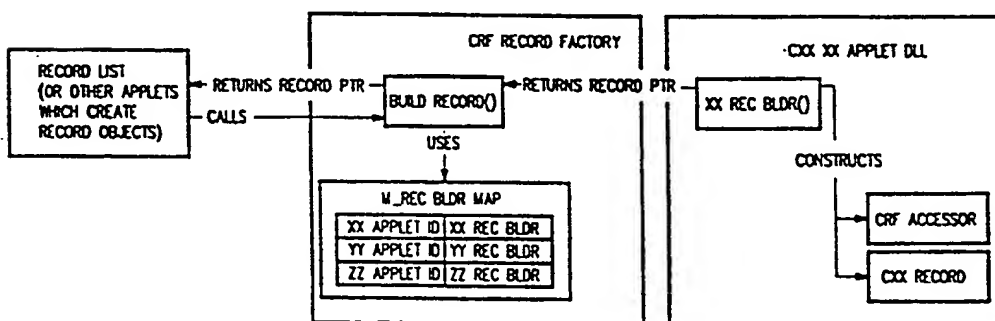 CRF RECORD FACTORY
·CXX XX APPLET DLL
RECORD LIST
(OR OTHER APPLETS
WHICH CREATE
RECORD OBJECTS)
RETURNS RECORD PTR
CALLS
BUILD RECORD()
RETURNS RECORD PTR
XX REC BLDR()
USES
CONSTRUCTS
M_REC BLDR MAP
XX APPLET ID XX REC BLDR
YY APPLET ID YY REC BLDR
ZZ APPLET ID ZZ REC BLDR
CRF ACCESSOR
CXX RECORD